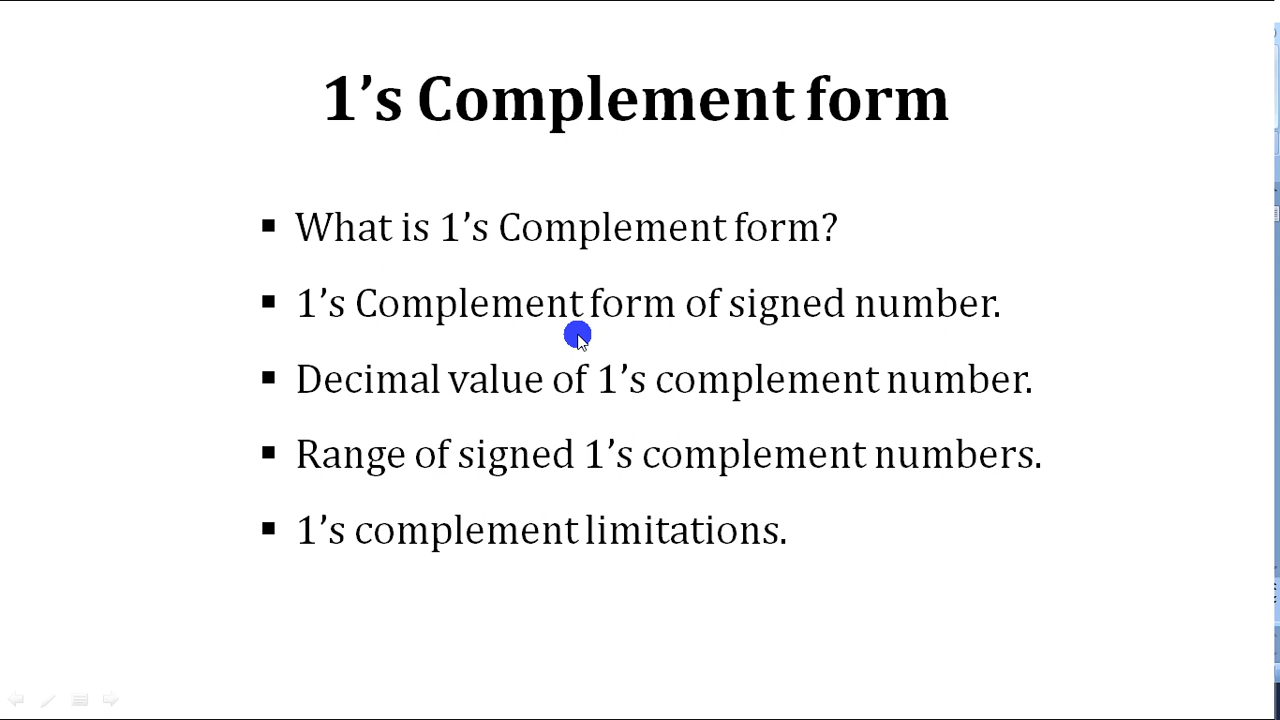 1’s Complement form
▪ What is 1’s Complement form?
▪ 1’s Complement form of signed number.
▪ Decimal value of 1’s complement number.
▪ Range of signed 1’s complement numbers.
▪ 1’s complement limitations.